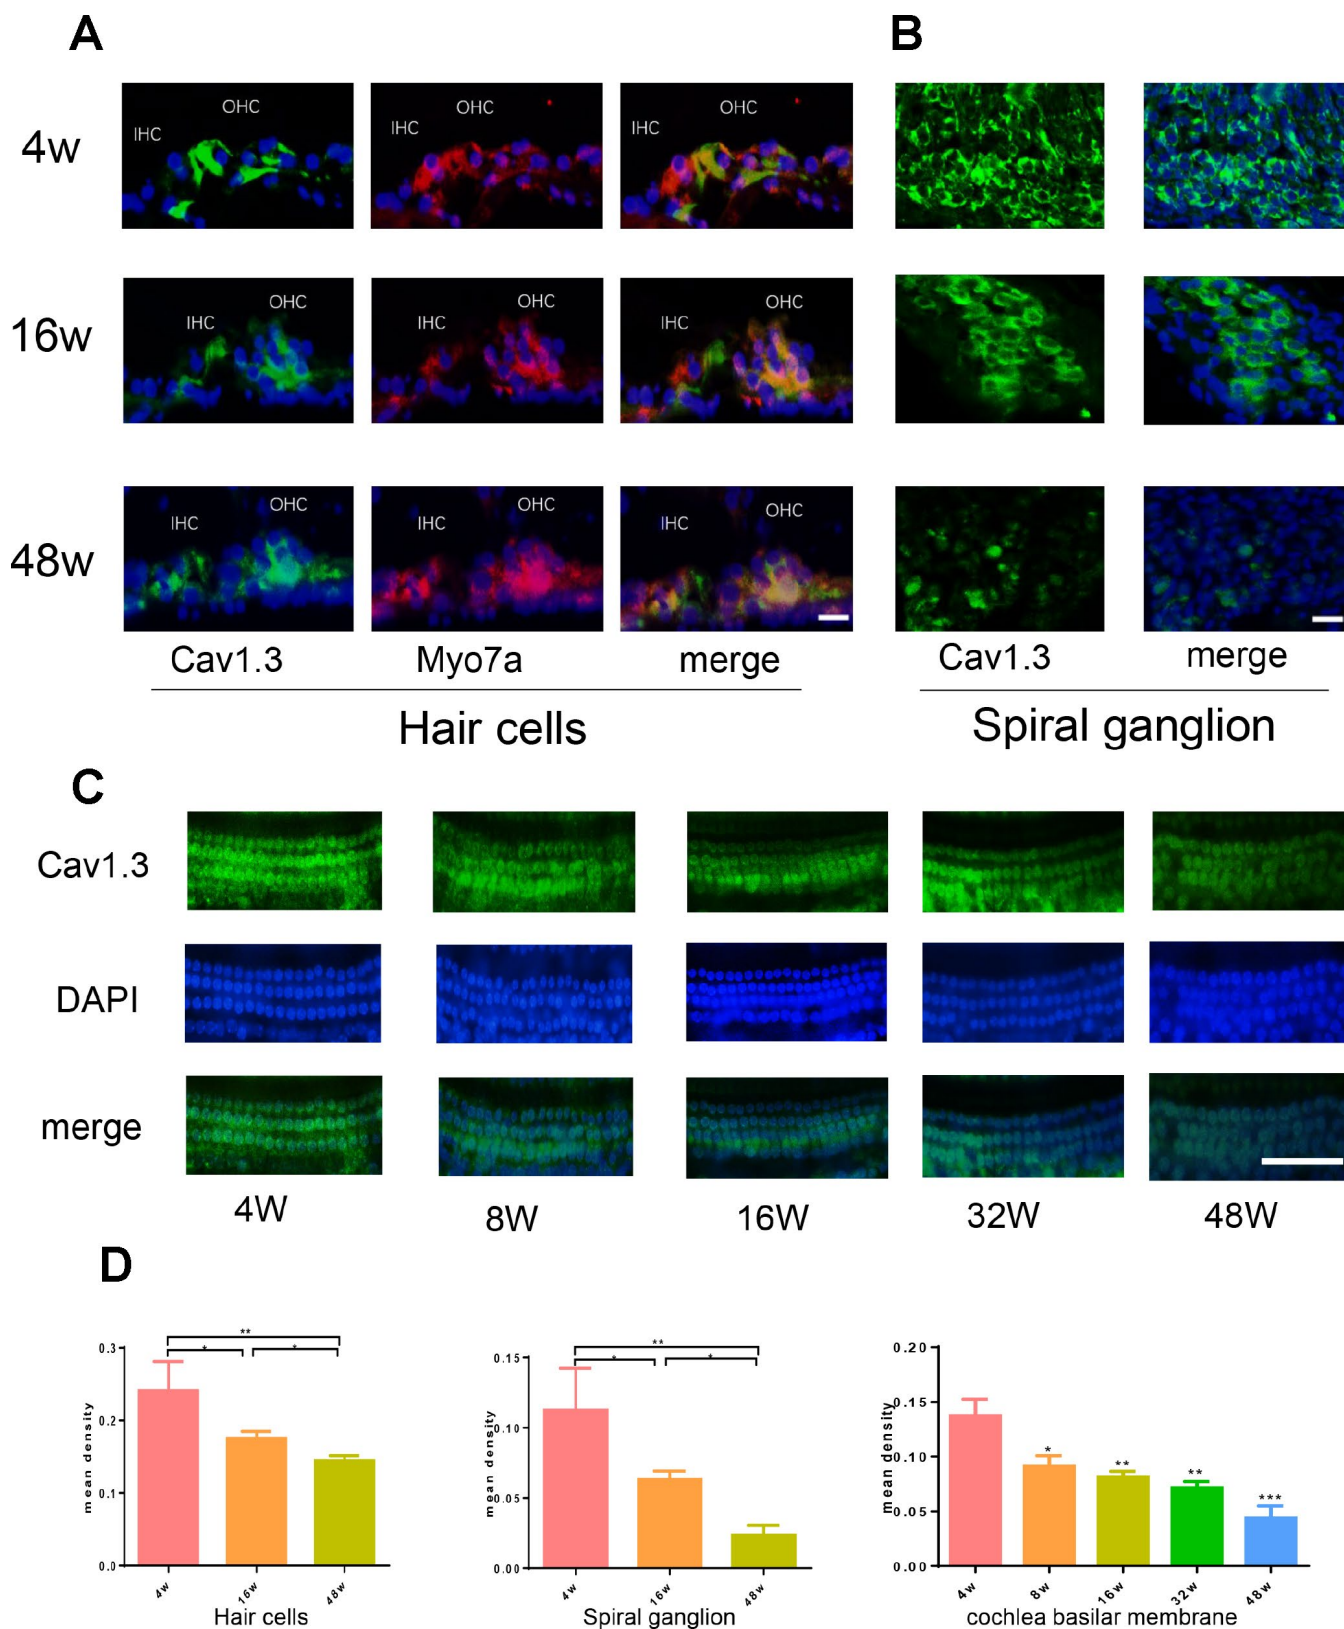 A
B
OHC
IHC
OHC
IHC
OHC
IHC
4w
OHC
IHC
OHC
IHC
OHC
IHC
16w
OHC
IHC
OHC
IHC
OHC
IHC
48w
Cav1.3
Myo7a
merge
Cav1.3
merge
Hair cells
Spiral ganglion
C
Cav1.3
DAPI
merge
4W
8W
16W
32W
48W
D
mean density
0.3
0.2
0.1
0.0
**
*
*
4w
16w
48w
Hair cells
mean density
0.15
0.10
0.05
0.00
**
*
*
4w
16w
48w
Spiral ganglion
mean density
0.20
0.15
0.10
0.05
0.00
*
**
**
***
4w
8w
16w
32w
48w
cochlea basilar membrane